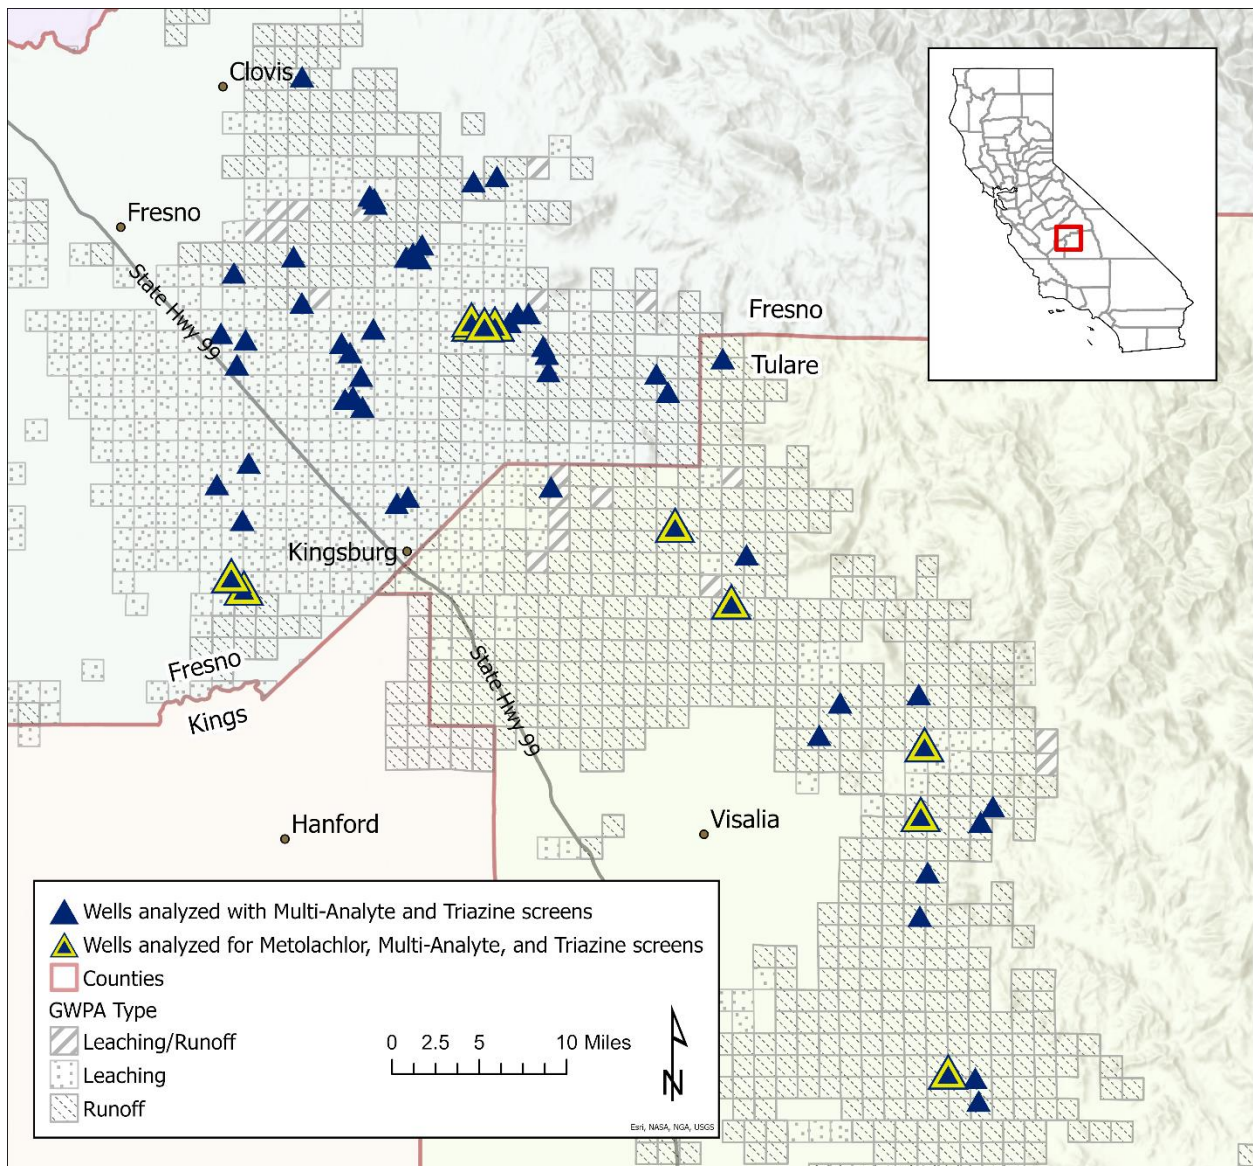 Clovis
Fresno
State Hwy 99
Fresno
Tulare
Kingsburg
Fresno
Kings
State Hwy 99
Visalia
Hanford
Wells analyzed with Multi-Analyte and Triazine screens
Wells analyzed for Metolachlor, Multi-Analyte, and Triazine screens
Counties
GWPA Type
Leaching/Runoff
Leaching
Runoff
0 2.5 5 10 Miles
N
Esri, NASA, NGA, USGS